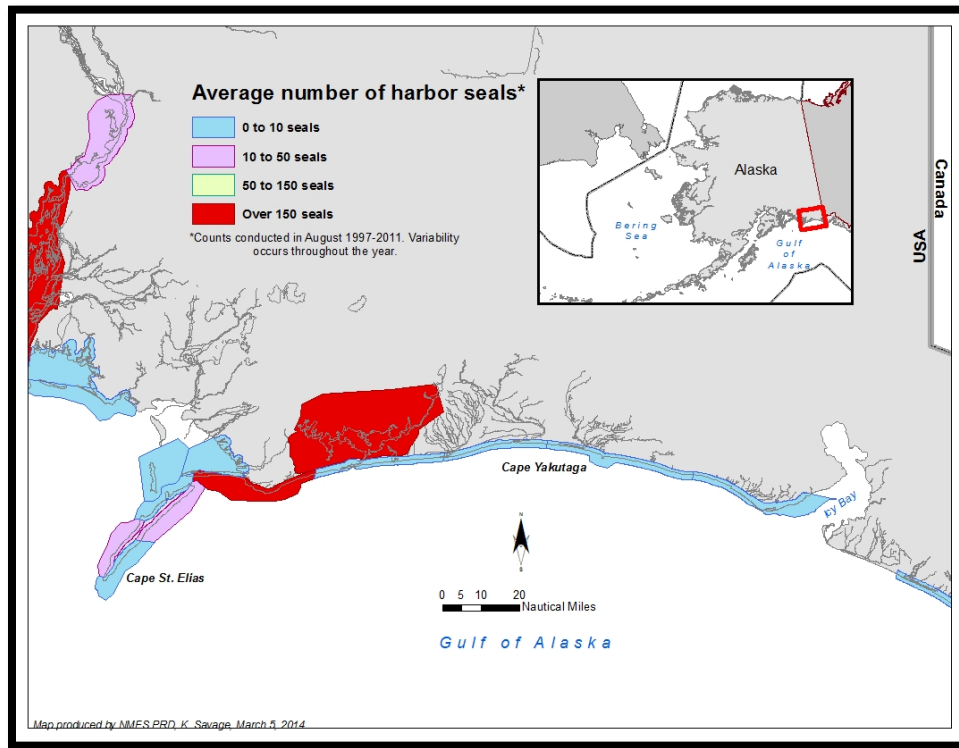 Average number of harbor seals*
0 to 10 seals
10 to 50 seals
50 to 150 seals
Over 150 seals
*Counts conducted in August 1997-2011. Variability
occurs throughout the year.
Alaska
Bering
Sea
Gulf
of
Alaska
Canada
USA
Cape Yakutaga
Icy Bay
Cape St. Elias
N
S
0 5 10 20
Nautical Miles
Gulf of Alaska
Map produced by NMFS PRD, K. Savage, March 5, 2014